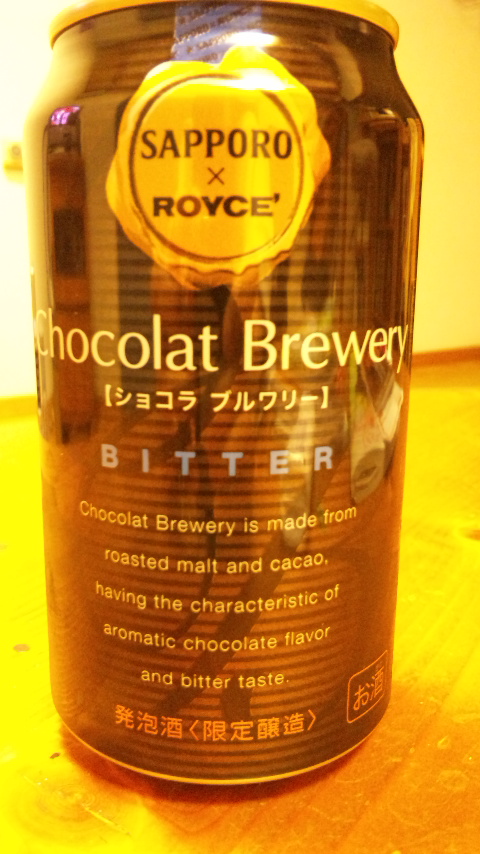 SAPPORO
×
ROYCE'
Chocolat Brewery
【ショコラ ブルワリー】
BITTER
Chocolat Brewery is made from
roasted malt and cacao,
having the characteristic of
aromatic chocolate flavor
and bitter taste.
お酒
発泡酒〈限定醸造〉